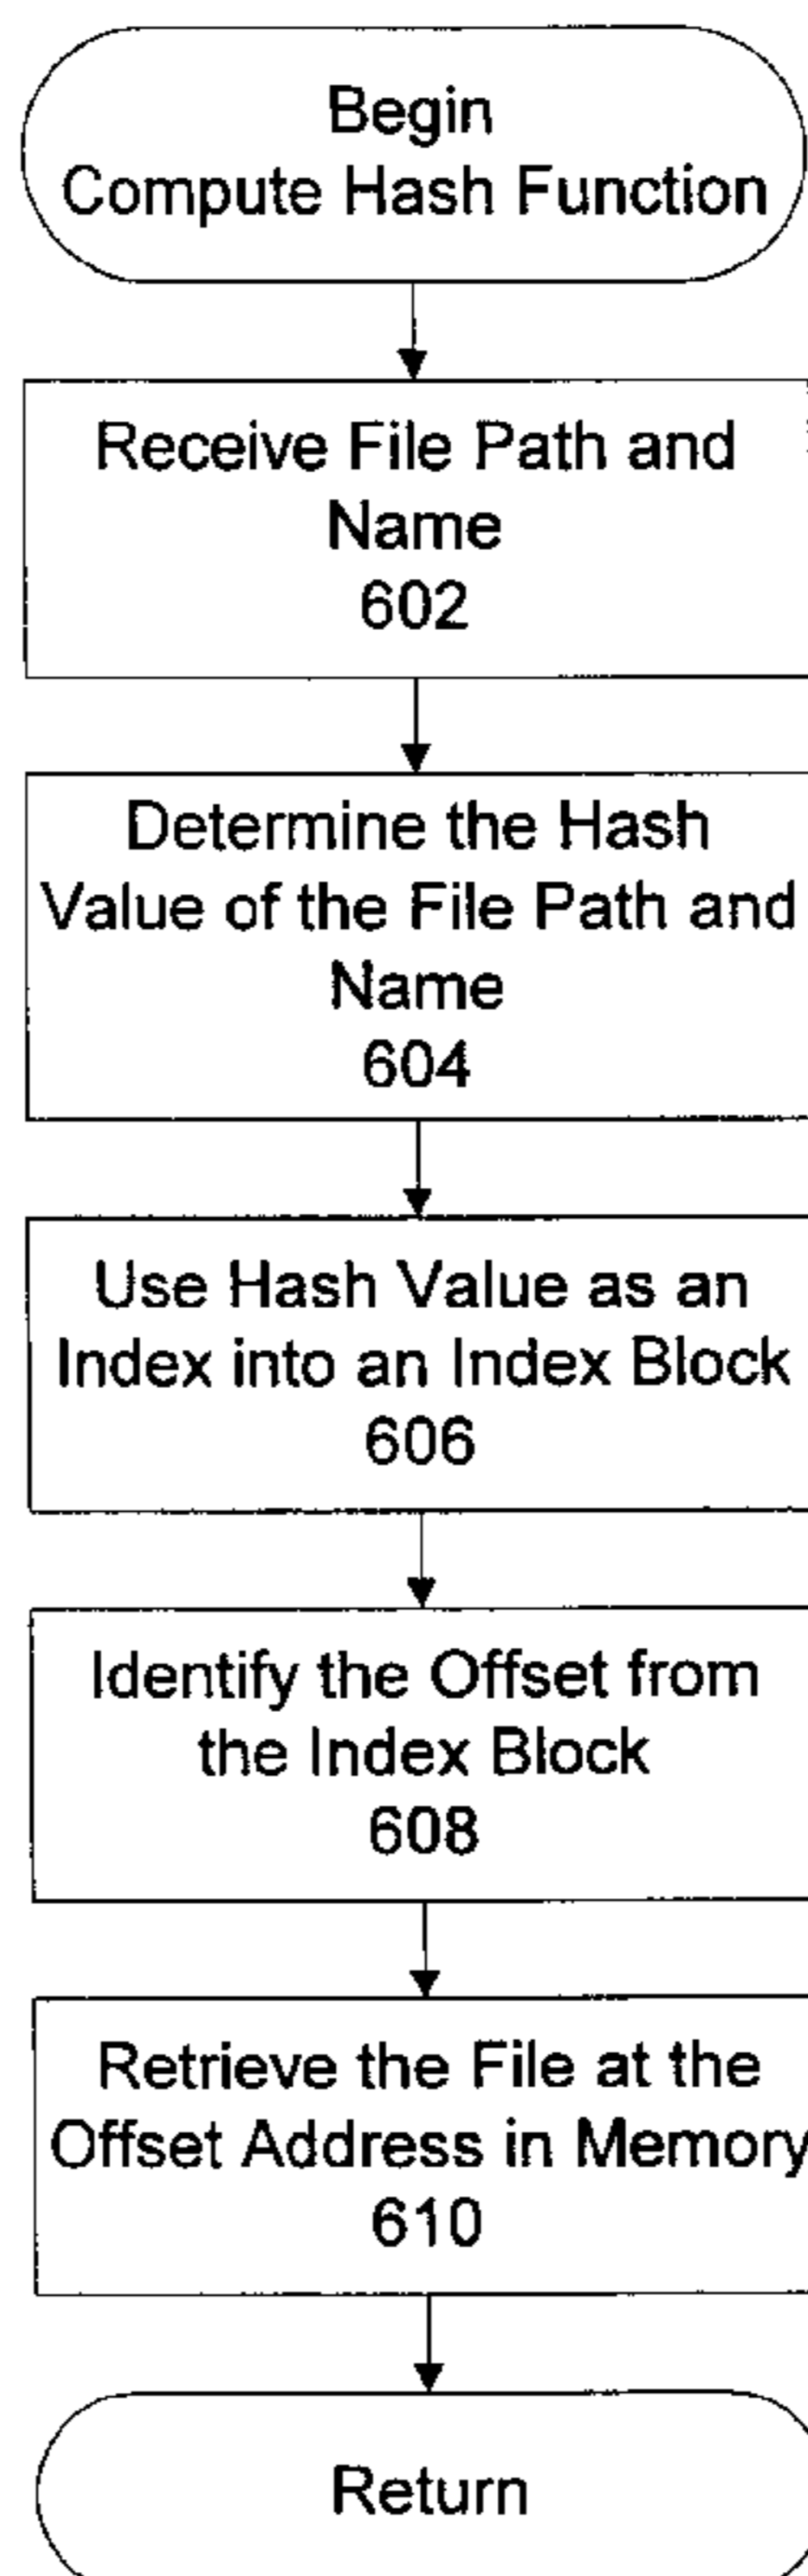 Begin
Compute Hash Function
Receive File Path and
Name
602
Determine the Hash
Value of the File Path and
Name
604
Use Hash Value as an
Index into an Index Block
606
Identify the Offset from
the Index Block
608
Retrieve the File at the
Offset Address in Memory
610
Return